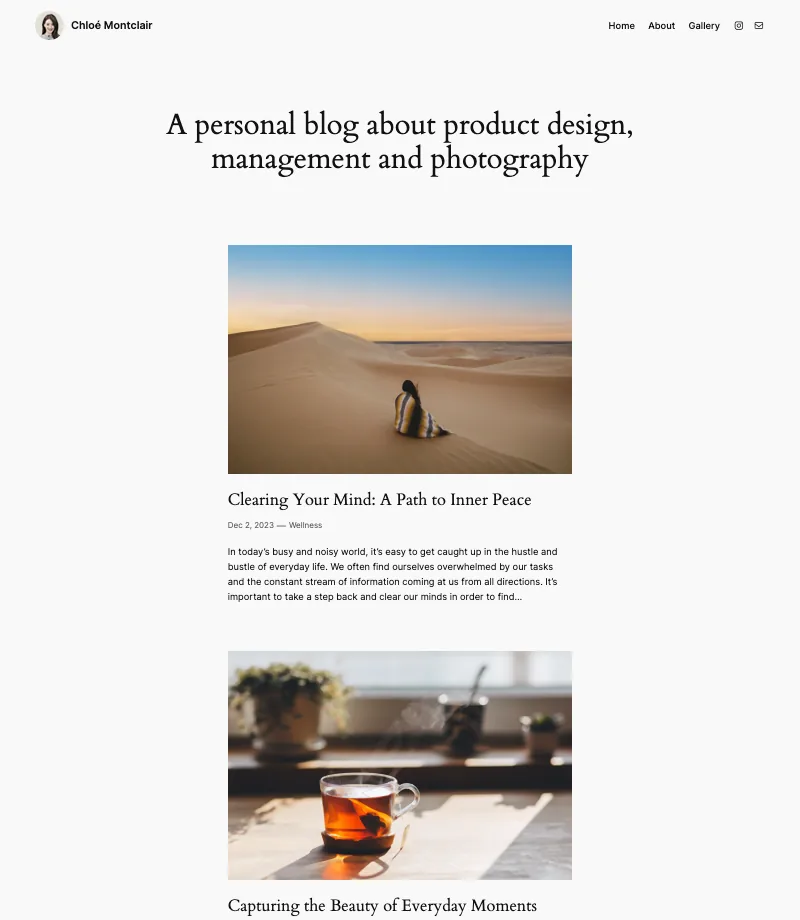 Chloé Montclair
Home About Gallery
A personal blog about product design,
management and photography
Clearing Your Mind: A Path to Inner Peace
Dec 2, 2023 — Wellness
In today’s busy and noisy world, it’s easy to get caught up in the hustle and
bustle of everyday life. We often find ourselves overwhelmed by our tasks
and the constant stream of information coming at us from all directions. It’s
important to take a step back and clear our minds in order to find…
Capturing the Beauty of Everyday Moments